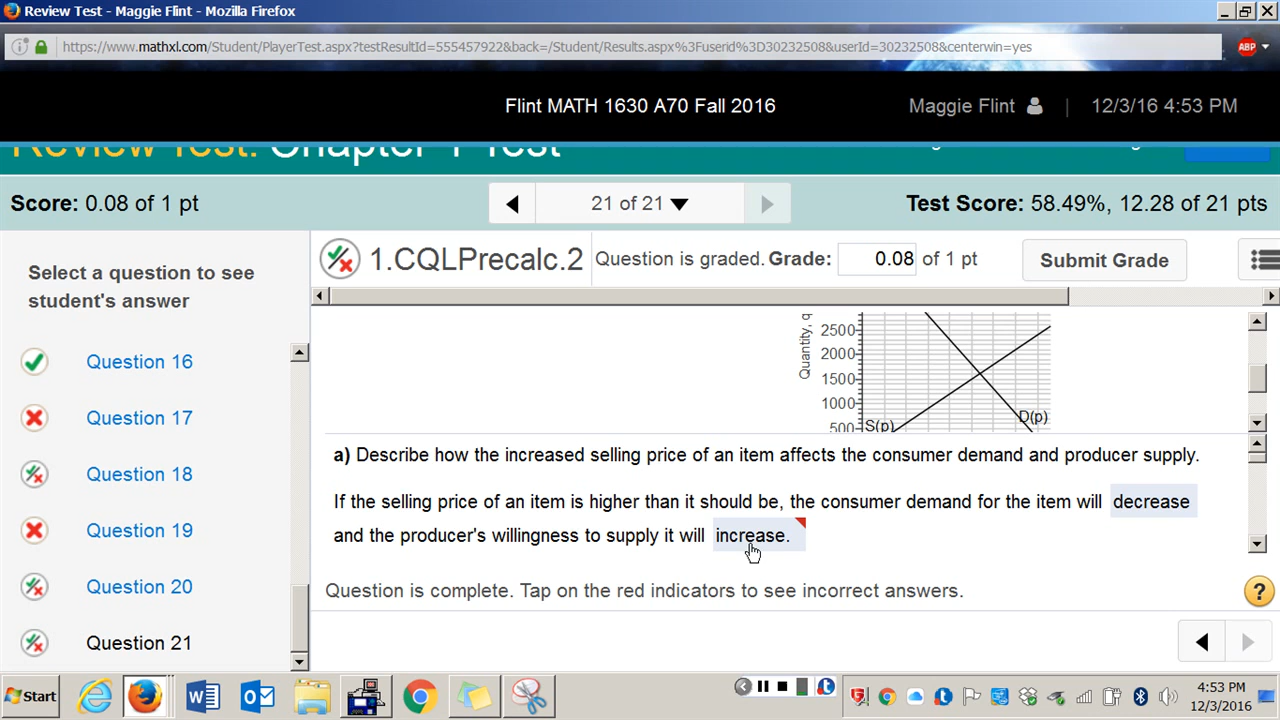 Review Test - Maggie Flint - Mozilla Firefox
https://www.mathxl.com/Student/PlayerTest.aspx?testResultId=555457922&back=/Student/Results.aspx%3Fuserid%3D30232508&userId=30232508&centerwin=yes
ABP
Flint MATH 1630 A70 Fall 2016
Maggie Flint
12/3/16 4:53 PM
Review Test: Chapter 1 Test
Score: 0.08 of 1 pt
21 of 21
Test Score: 58.49%, 12.28 of 21 pts
Select a question to see
student's answer
1.CQLPrecalc.2
Question is graded. Grade: 0.08 of 1 pt
Submit Grade
Question 16
Question 17
Question 18
Question 19
Question 20
Question 21
Quantity, q
2500
2000
1500
1000
500
S(p)
D(p)
a) Describe how the increased selling price of an item affects the consumer demand and producer supply.
If the selling price of an item is higher than it should be, the consumer demand for the item will decrease
and the producer's willingness to supply it will increase.
Question is complete. Tap on the red indicators to see incorrect answers.
?
Start
4:53 PM
12/3/2016